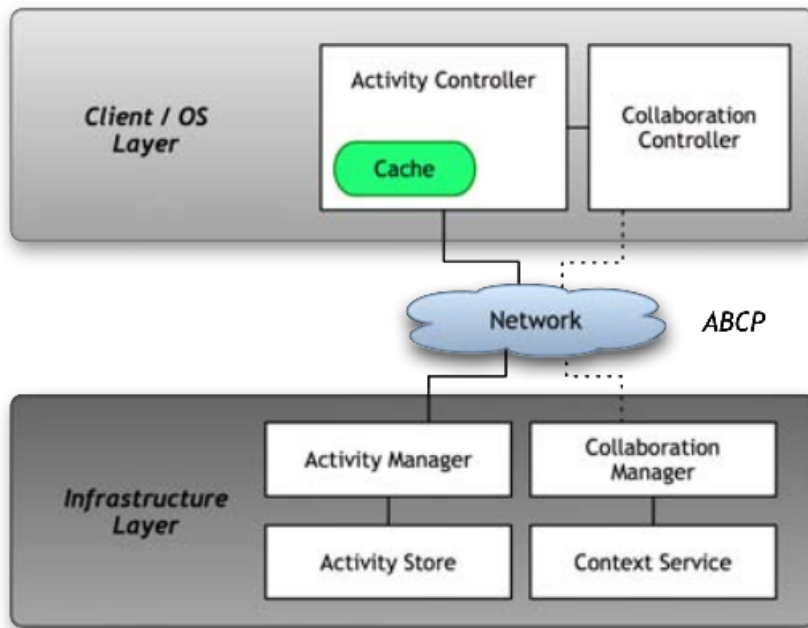 Client / OS
Layer
Activity Controller
Cache
Collaboration
Controller
Network
ABCP
Infrastructure
Layer
Activity Manager
Collaboration
Manager
Activity Store
Context Service